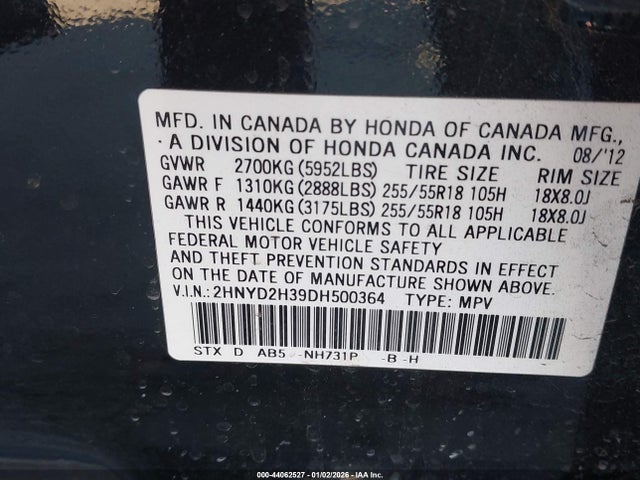 MFD. IN CANADA BY HONDA OF CANADA MFG.,
A DIVISION OF HONDA CANADA INC. 08/'12
GVWR 2700KG (5952LBS) TIRE SIZE RIM SIZE
GAWR F 1310KG (2888LBS) 255/55R18 105H 18X8.0J
GAWR R 1440KG (3175LBS) 255/55R18 105H 18X8.0J
THIS VEHICLE CONFORMS TO ALL APPLICABLE
FEDERAL MOTOR VEHICLE SAFETY
AND THEFT PREVENTION STANDARDS IN EFFECT
ON THE DATE OF MANUFACTURE SHOWN ABOVE.
V.I.N.: 2HNYD2H39DH500364 TYPE: MPV
STX D AB5 -NH731P -B -H
000-44062527 - 01/02/2026 - IAA Inc.